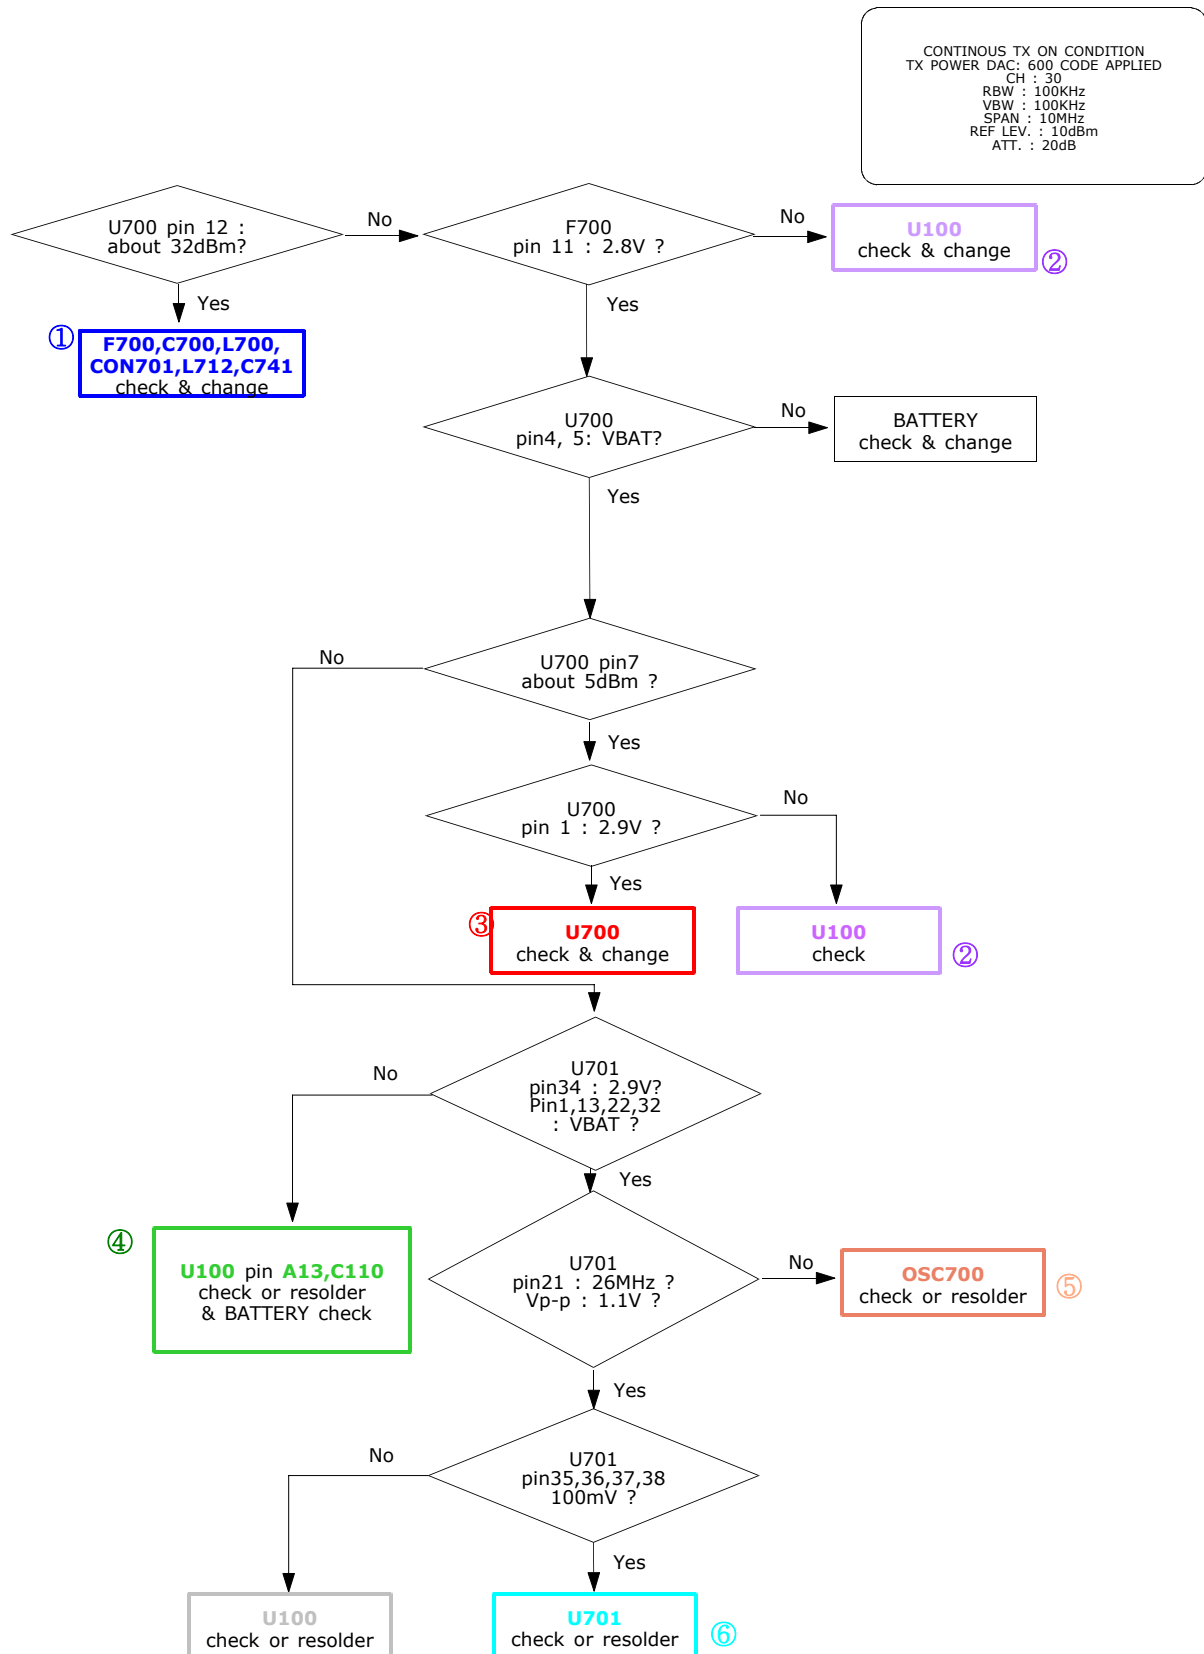 CONTINOUS TX ON CONDITION
TX POWER DAC: 600 CODE APPLIED
CH : 30
RBW : 100KHz
VBW : 100KHz
SPAN : 10MHz
REF LEV. : 10dBm
ATT. : 20dB
U700 pin 12 :
about 32dBm?
No
F700
pin 11 : 2.8V ?
No
U100
check & change
②
Yes
①
F700,C700,L700,
CON701,L712,C741
check & change
Yes
U700
pin4, 5: VBAT?
No
BATTERY
check & change
Yes
U700 pin7
about 5dBm ?
No
Yes
U700
pin 1 : 2.9V ?
No
Yes
③
U700
check & change
U100
check
②
U701
pin34 : 2.9V?
Pin1,13,22,32
: VBAT ?
No
Yes
④
U100 pin A13,C110
check or resolder
& BATTERY check
U701
pin21 : 26MHz ?
Vp-p : 1.1V ?
No
OSC700
check or resolder
⑤
Yes
U701
pin35,36,37,38
100mV ?
No
Yes
U100
check or resolder
U701
check or resolder
⑥